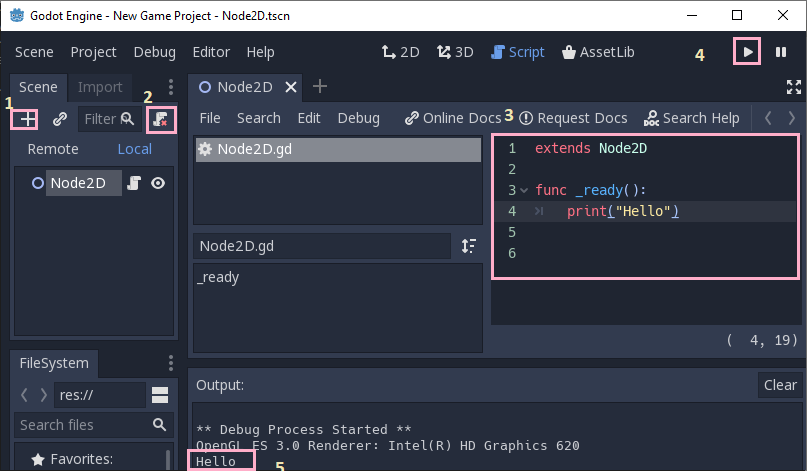 Godot Engine - New Game Project - Node2D.tscn
Scene Project Debug Editor Help 2D 3D Script AssetLib 4
Scene Import Node2D
1 2 Filter
File Search Edit Debug Online Docs 3 Request Docs Search Help
Remote Local
Node2D
Node2D.gd
Node2D.gd
_ready
1 extends Node2D
2
3 func _ready():
4 print("Hello")
5
6
( 4, 19)
FileSystem
res://
Search files
Favorites:
Output: Clear
** Debug Process Started **
OpenGL ES 3.0 Renderer: Intel(R) HD Graphics 620
Hello 5